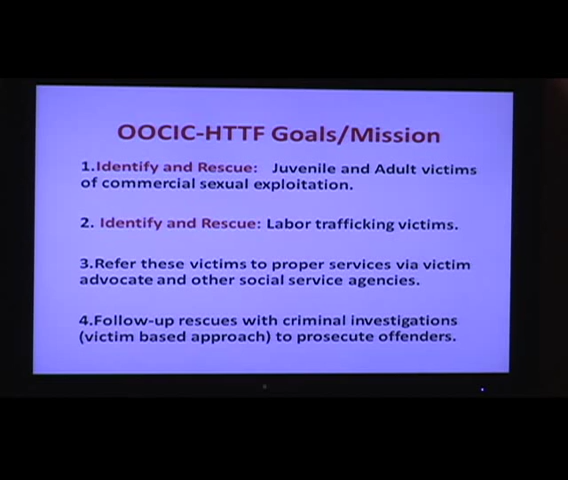 OOCIC-HTTF Goals/Mission
1.Identify and Rescue: Juvenile and Adult victims
of commercial sexual exploitation.
2. Identify and Rescue: Labor trafficking victims.
3.Refer these victims to proper services via victim
advocate and other social service agencies.
4.Follow-up rescues with criminal investigations
(victim based approach) to prosecute offenders.